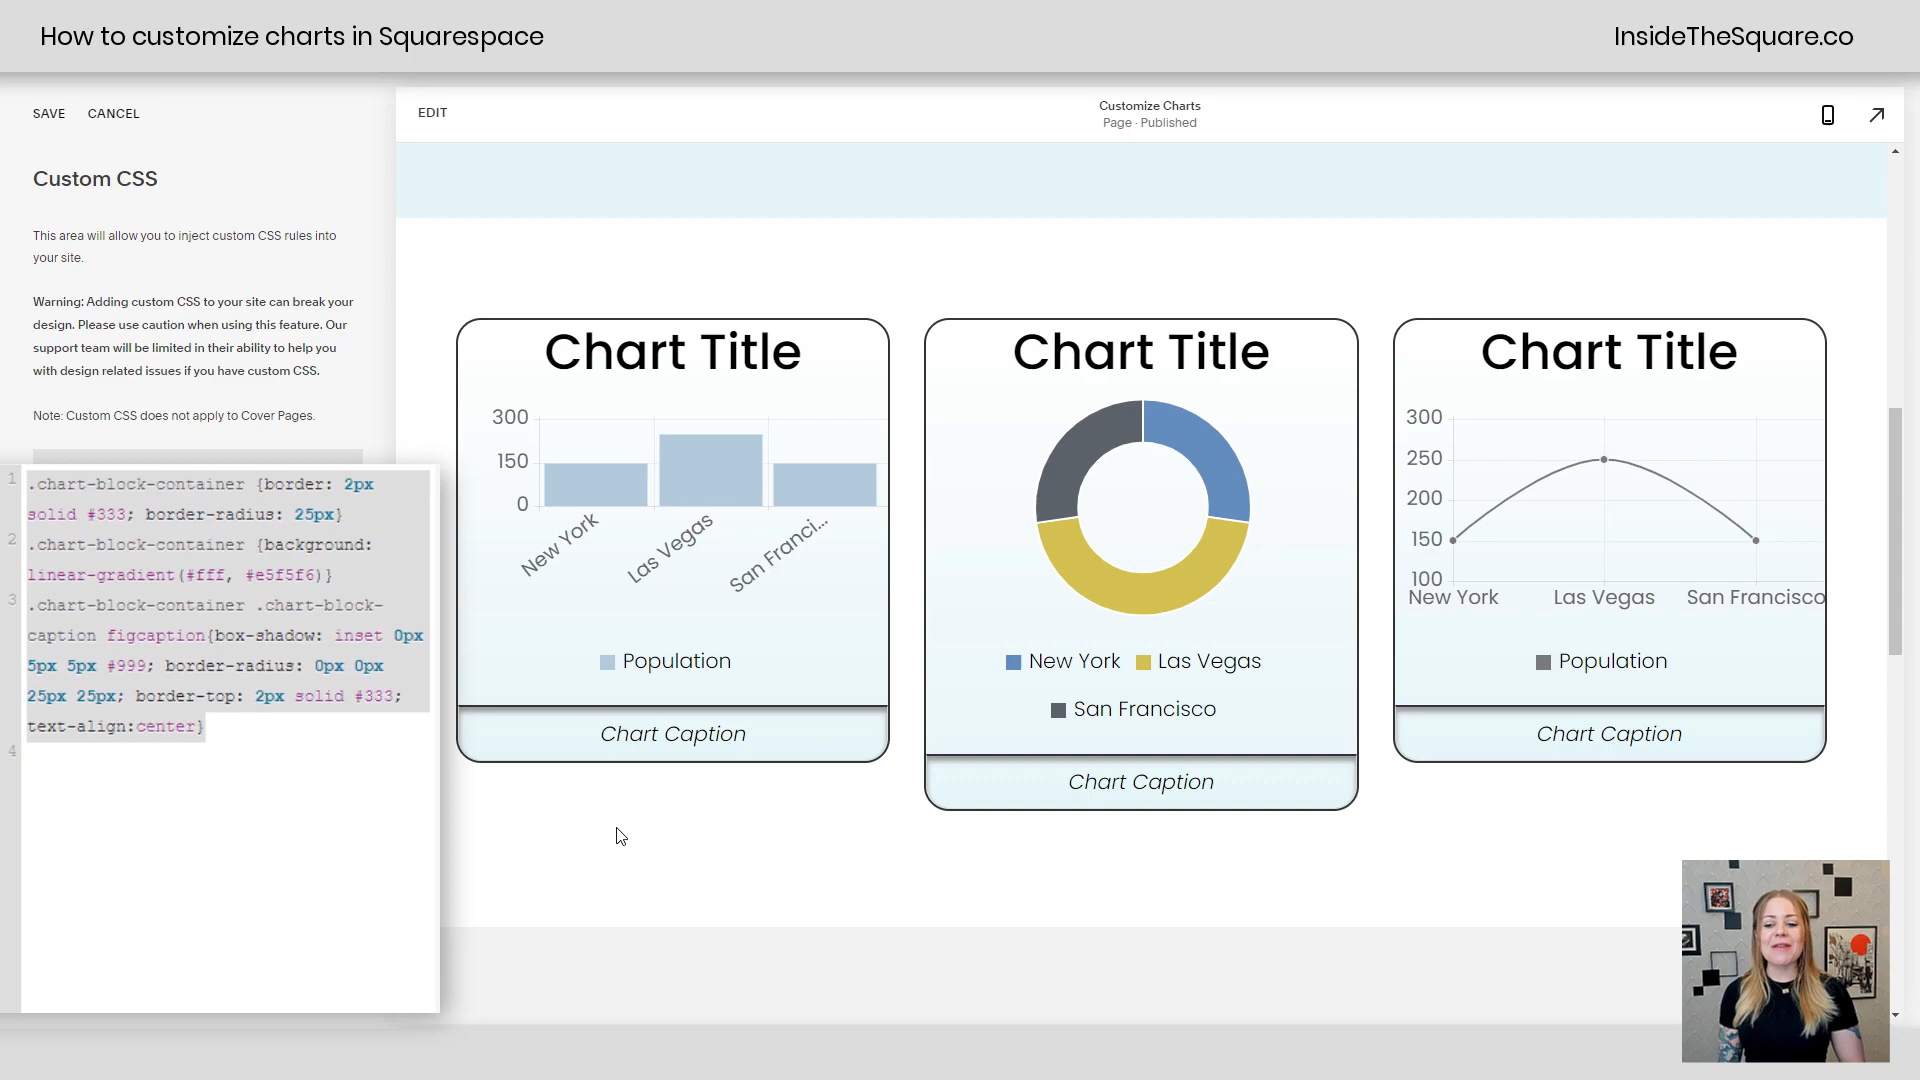 How to customize charts in Squarespace
InsideTheSquare.co
SAVE CANCEL
EDIT
Customize Charts
Page · Published
Custom CSS
This area will allow you to inject custom CSS rules into
your site.
Warning: Adding custom CSS to your site can break your
design. Please use caution when using this feature. Our
support team will be limited in their ability to help you
with design related issues if you have custom CSS.
Note: Custom CSS does not apply to Cover Pages.
1 .chart-block-container {border: 2px
solid #333; border-radius: 25px}
2 .chart-block-container {background:
linear-gradient(#fff, #e5f5f6)}
3 .chart-block-container .chart-block-
caption figcaption{box-shadow: inset 0px
5px 5px #999; border-radius: 0px 0px
25px 25px; border-top: 2px solid #333;
text-align:center}
4
Chart Title
300
150
0
New York
Las Vegas
San Franci...
Population
Chart Caption
Chart Title
New York Las Vegas
San Francisco
Chart Caption
Chart Title
300
250
200
150
100
New York Las Vegas San Francisco
Population
Chart Caption